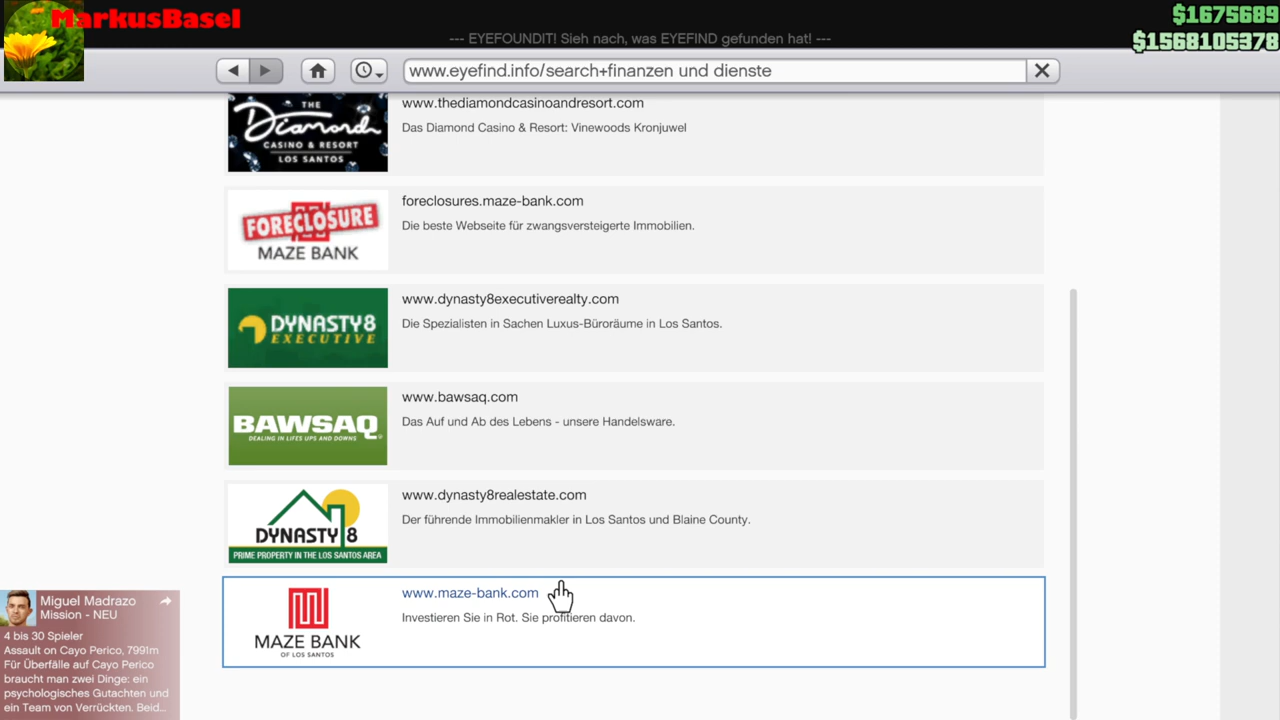 MarkusBasel
$1675689
$1568105378
--- EYEFOUNDIT! Sieh nach, was EYEFIND gefunden hat! ---
www.eyefind.info/search+finanzen und dienste
THE
Diamond
CASINO & RESORT
LOS SANTOS
www.thediamondcasinoandresort.com
Das Diamond Casino & Resort: Vinewoods Kronjuwel
FORECLOSURE
MAZE BANK
foreclosures.maze-bank.com
Die beste Webseite für zwangsversteigerte Immobilien.
DYNASTY8
EXECUTIVE
www.dynasty8executiverealty.com
Die Spezialisten in Sachen Luxus-Büroräume in Los Santos.
BAWSAQ
DEALING IN LIFES UPS AND DOWNS
www.bawsaq.com
Das Auf und Ab des Lebens - unsere Handelsware.
DYNASTY 8
PRIME PROPERTY IN THE LOS SANTOS AREA
www.dynasty8realestate.com
Der führende Immobilienmakler in Los Santos und Blaine County.
MAZE BANK
OF LOS SANTOS
www.maze-bank.com
Investieren Sie in Rot. Sie profitieren davon.
Miguel Madrazo
Mission - NEU
4 bis 30 Spieler
Assault on Cayo Perico, 7991m
Für Überfälle auf Cayo Perico
braucht man zwei Dinge: ein
psychologisches Gutachten und
ein Team von Verrückten. Beid...